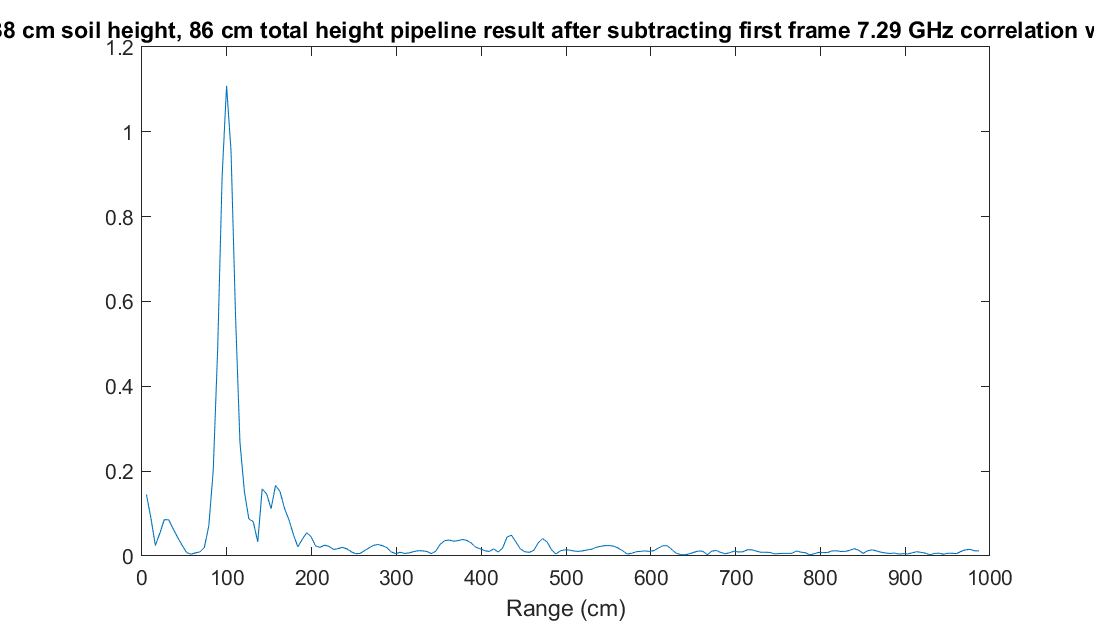 8 cm soil height, 86 cm total height pipeline result after subtracting first frame 7.29 GHz correlation
1.2
1
0.8
0.6
0.4
0.2
0
0 100 200 300 400 500 600 700 800 900 1000
Range (cm)